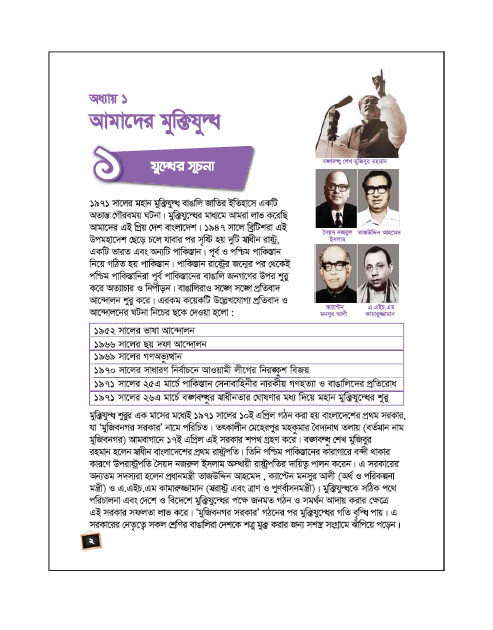 অধ্যায় ১
আমাদের মুক্তিযুদ্ধ
১
যুদ্ধের সূচনা
বঙ্গবন্ধু শেখ মুজিবুর রহমান
সৈয়দ নজরুল ইসলাম
তাজউদ্দিন আহমেদ
ক্যাপ্টেন মনসুর আলী
এ.এইচ.এম কামারুজ্জামান
১৯৭১ সালের মহান মুক্তিযুদ্ধ বাঙালি জাতির ইতিহাসে একটি
অত্যন্ত গৌরবময় ঘটনা। মুক্তিযুদ্ধের মাধ্যমে আমরা লাভ করেছি
আমাদের এই প্রিয় দেশ বাংলাদেশ। ১৯৪৭ সালে ব্রিটিশরা এই
উপমহাদেশ ছেড়ে চলে যাবার পর সৃষ্টি হয় দুটি স্বাধীন রাষ্ট্র,
একটি ভারত এবং অন্যটি পাকিস্তান। পূর্ব ও পশ্চিম পাকিস্তান
নিয়ে গঠিত হয় পাকিস্তান। পাকিস্তান রাষ্ট্রের জন্মের পর থেকেই
পশ্চিম পাকিস্তানিরা পূর্ব পাকিস্তানের বাঙালি জনগণের উপর শুরু
করে অত্যাচার ও নিপীড়ন। বাঙালিরাও সঙ্গে সঙ্গে প্রতিবাদ
আন্দোলন শুরু করে। এরকম কয়েকটি উল্লেখযোগ্য প্রতিবাদ ও
আন্দোলনের ঘটনা নিচের ছকে দেওয়া হলো :
১৯৫২ সালের ভাষা আন্দোলন
১৯৬৬ সালের ছয় দফা আন্দোলন
১৯৬৯ সালের গণঅভ্যুত্থান
১৯৭০ সালের সাধারণ নির্বাচনে আওয়ামী লীগের নিরঙ্কুশ বিজয়
১৯৭১ সালের ২৫এ মার্চে পাকিস্তান সেনাবাহিনীর নারকীয় গণহত্যা ও বাঙালিদের প্রতিরোধ
১৯৭১ সালের ২৬এ মার্চে বঙ্গবন্ধুর স্বাধীনতার ঘোষণার মধ্য দিয়ে মহান মুক্তিযুদ্ধের শুরু
মুক্তিযুদ্ধ শুরুর এক মাসের মধ্যেই ১৯৭১ সালের ১০ই এপ্রিল গঠন করা হয় বাংলাদেশের প্রথম সরকার,
যা 'মুজিবনগর সরকার' নামে পরিচিত। তৎকালীন মেহেরপুর মহকুমার বৈদ্যনাথ তলায় (বর্তমান নাম
মুজিবনগর) আমবাগানে ১৭ই এপ্রিল এই সরকার শপথ গ্রহণ করে। বঙ্গবন্ধু শেখ মুজিবুর
রহমান ছিলেন স্বাধীন বাংলাদেশের প্রথম রাষ্ট্রপতি। তিনি পশ্চিম পাকিস্তানের কারাগারে বন্দী থাকার
কারণে উপরাষ্ট্রপতি সৈয়দ নজরুল ইসলাম অস্থায়ী রাষ্ট্রপতির দায়িত্ব পালন করেন। এ সরকারের
অন্যতম সদস্যরা হলেন প্রধানমন্ত্রী তাজউদ্দিন আহমেদ, ক্যাপ্টেন মনসুর আলী (অর্থ ও পরিকল্পনা
মন্ত্রী) ও এ.এইচ.এম কামারুজ্জামান (স্বরাষ্ট্র এবং ত্রাণ ও পুনর্বাসনমন্ত্রী)। মুক্তিযুদ্ধকে সঠিক পথে
পরিচালনা এবং দেশে ও বিদেশে মুক্তিযুদ্ধের পক্ষে জনমত গঠন ও সমর্থন আদায় করার ক্ষেত্রে
এই সরকার সফলতা লাভ করে। 'মুজিবনগর সরকার' গঠনের পর মুক্তিযুদ্ধের গতি বৃদ্ধি পায়। এ
সরকারের নেতৃত্বে সকল শ্রেণির বাঙালিরা দেশকে শত্রু মুক্ত করার জন্য সশস্ত্র সংগ্রামে ঝাঁপিয়ে পড়েন।
২